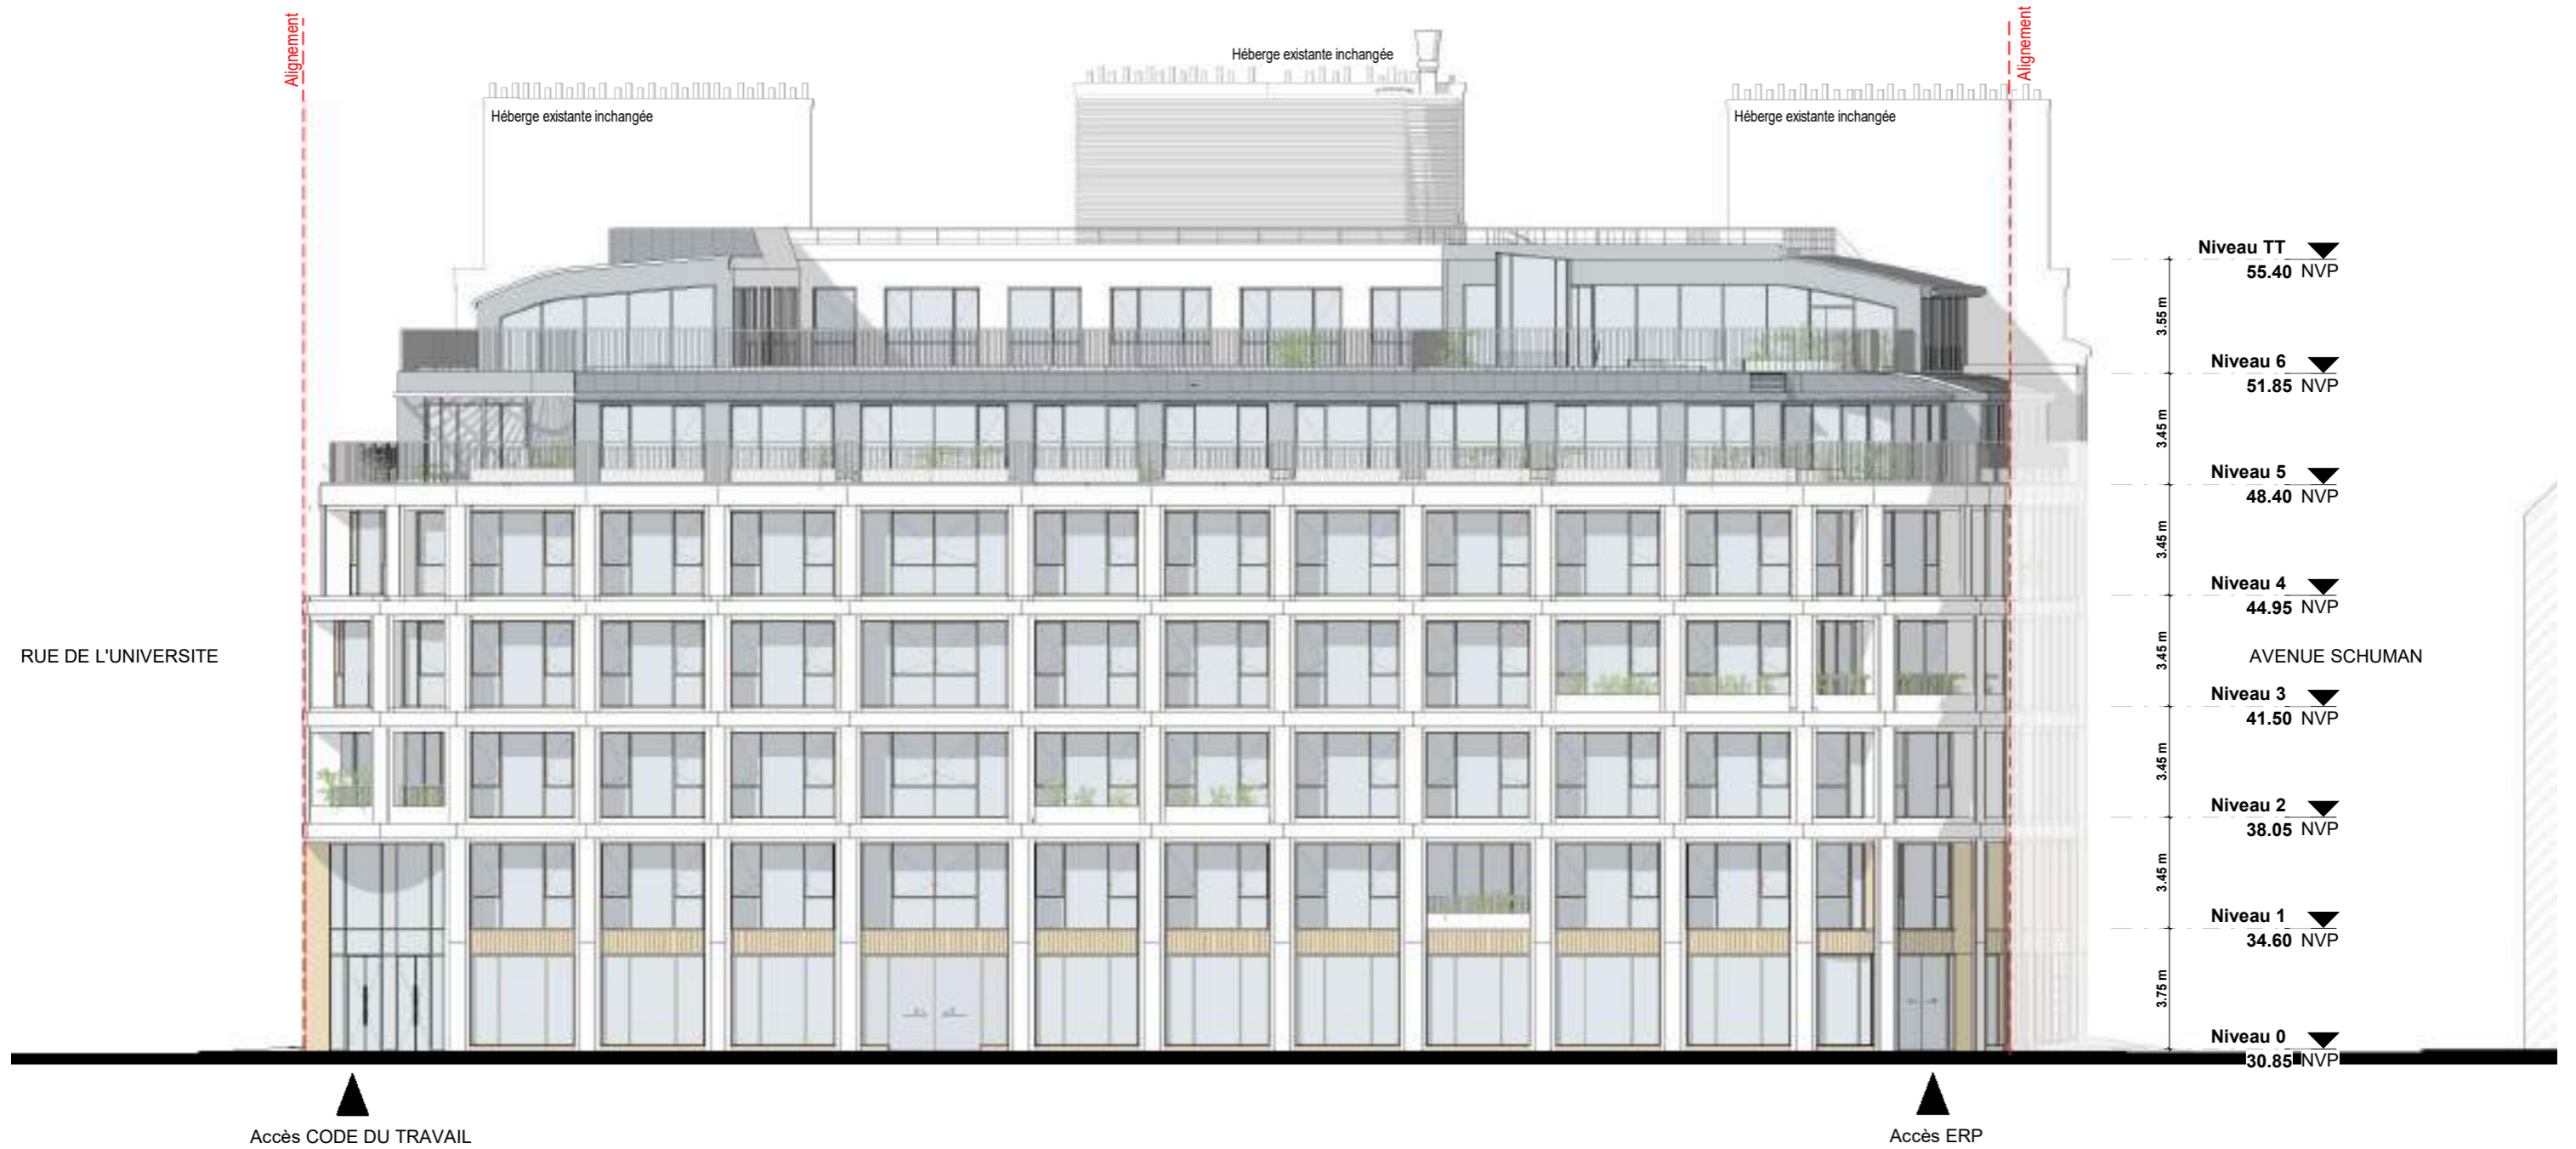 Alignement
Héberge existante inchangée
Héberge existante inchangée
Héberge existante inchangée
Alignement
Niveau TT
55.40 NVP
3.55 m
Niveau 6
51.85 NVP
3.45 m
Niveau 5
48.40 NVP
3.45 m
Niveau 4
44.95 NVP
RUE DE L'UNIVERSITE
3.45 m
AVENUE SCHUMAN
Niveau 3
41.50 NVP
3.45 m
Niveau 2
38.05 NVP
3.45 m
Niveau 1
34.60 NVP
3.75 m
Niveau 0
30.85 NVP
Accès CODE DU TRAVAIL
Accès ERP